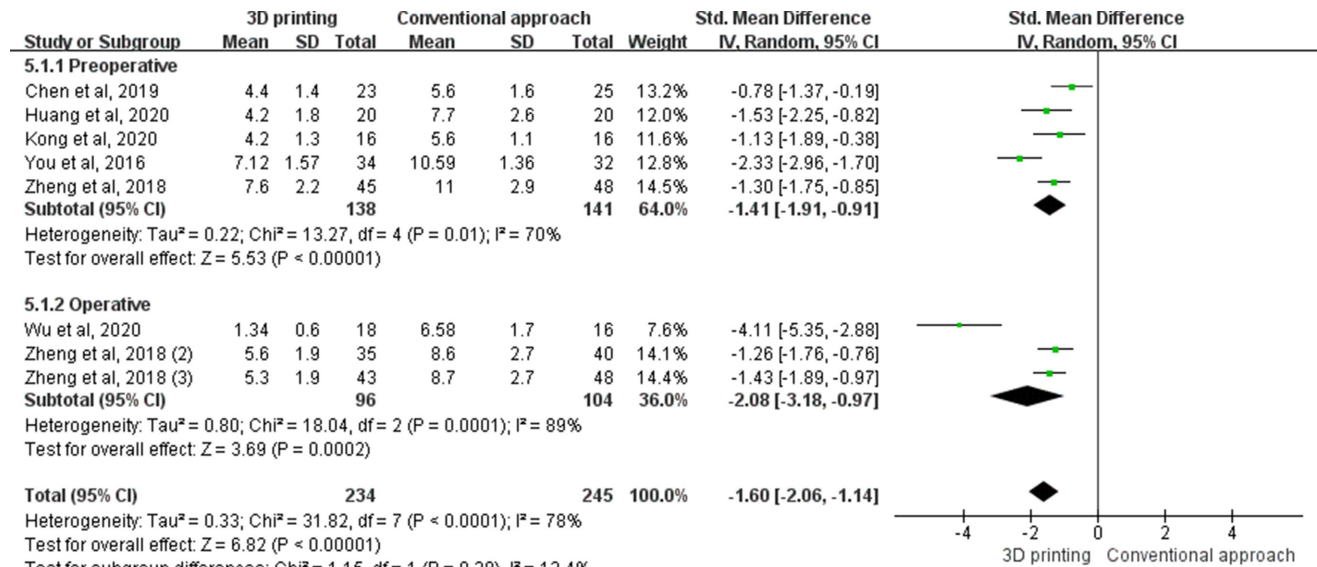 3D printing Conventional approach Std. Mean Difference Std. Mean Difference
Study or Subgroup Mean SD Total Mean SD Total Weight IV, Random, 95% CI IV, Random, 95% CI
5.1.1 Preoperative
Chen et al, 2019 4.4 1.4 23 5.6 1.6 25 13.2% -0.78 [-1.37, -0.19]
Huang et al, 2020 4.2 1.8 20 7.7 2.6 20 12.0% -1.53 [-2.25, -0.82]
Kong et al, 2020 4.2 1.3 16 5.6 1.1 16 11.6% -1.13 [-1.89, -0.38]
You et al, 2016 7.12 1.57 34 10.59 1.36 32 12.8% -2.33 [-2.96, -1.70]
Zheng et al, 2018 7.6 2.2 45 11 2.9 48 14.5% -1.30 [-1.75, -0.85]
Subtotal (95% CI) 138 141 64.0% -1.41 [-1.91, -0.91]
Heterogeneity: Tau² = 0.22; Chi² = 13.27, df = 4 (P = 0.01); I² = 70%
Test for overall effect: Z = 5.53 (P < 0.00001)
5.1.2 Operative
Wu et al, 2020 1.34 0.6 18 6.58 1.7 16 7.6% -4.11 [-5.35, -2.88]
Zheng et al, 2018 (2) 5.6 1.9 35 8.6 2.7 40 14.1% -1.26 [-1.76, -0.76]
Zheng et al, 2018 (3) 5.3 1.9 43 8.7 2.7 48 14.4% -1.43 [-1.89, -0.97]
Subtotal (95% CI) 96 104 36.0% -2.08 [-3.18, -0.97]
Heterogeneity: Tau² = 0.80; Chi² = 18.04, df = 2 (P = 0.0001); I² = 89%
Test for overall effect: Z = 3.69 (P = 0.0002)
Total (95% CI) 234 245 100.0% -1.60 [-2.06, -1.14]
Heterogeneity: Tau² = 0.33; Chi² = 31.82, df = 7 (P < 0.0001); I² = 78%
-4 -2 0 2 4
Test for overall effect: Z = 6.82 (P < 0.00001)
3D printing Conventional approach
Test for subgroup differences: Chi² = 1.15, df = 1 (P